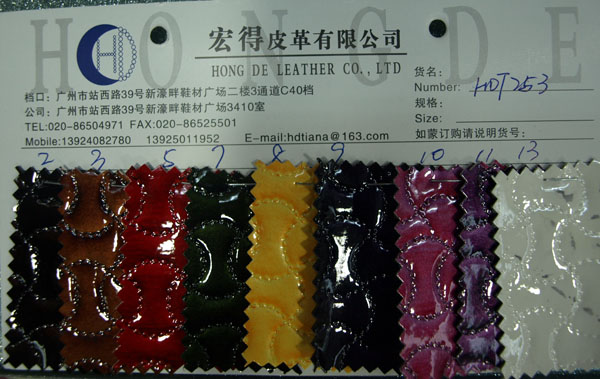 HONGDE
HD
宏得皮革有限公司
HONG DE LEATHER CO.,LTD
档口:广州市站西路39号新濠畔鞋材广场二楼3通道C40档
公司:广州市站西路39号新濠畔鞋材广场3410室
TEL:020-86504971 FAX:020-86525501
Mobile:13924082780 13925011952 E-mail:hdtiana@163.com
货名:
Number: HDT253
规格:
Size:
如蒙订购请说明货号:
2 3 5 7 8 9 10 11 13